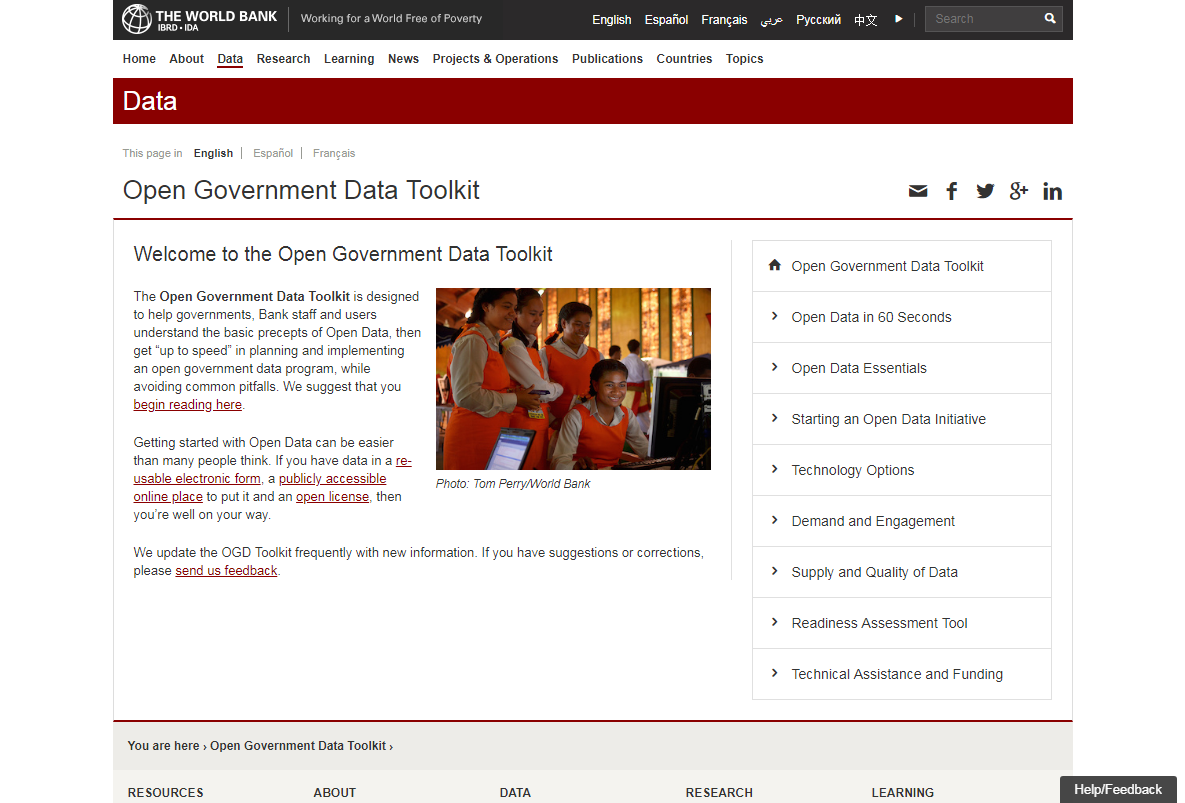 THE WORLD BANK
IBRD • IDA
Working for a World Free of Poverty
English Español Français عربي Русский 中文
Search
Home About Data Research Learning News Projects & Operations Publications Countries Topics
Data
This page in English Español Français
Open Government Data Toolkit
Welcome to the Open Government Data Toolkit
The Open Government Data Toolkit is designed
to help governments, Bank staff and users
understand the basic precepts of Open Data, then
get “up to speed” in planning and implementing
an open government data program, while
avoiding common pitfalls. We suggest that you
begin reading here.
Getting started with Open Data can be easier
than many people think. If you have data in a re-
usable electronic form, a publicly accessible
online place to put it and an open license, then
you’re well on your way.
Photo: Tom Perry/World Bank
We update the OGD Toolkit frequently with new information. If you have suggestions or corrections,
please send us feedback.
Open Government Data Toolkit
Open Data in 60 Seconds
Open Data Essentials
Starting an Open Data Initiative
Technology Options
Demand and Engagement
Supply and Quality of Data
Readiness Assessment Tool
Technical Assistance and Funding
You are here › Open Government Data Toolkit ›
RESOURCES ABOUT DATA RESEARCH LEARNING
Help/Feedback